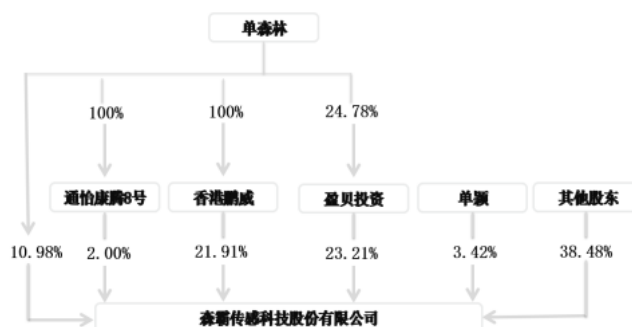 单森林
100% 100% 24.78%
通怡康腾8号 香港鹏威 盈贝投资 单颖 其他股东
10.98% 2.00% 21.91% 23.21% 3.42% 38.48%
森霸传感科技股份有限公司